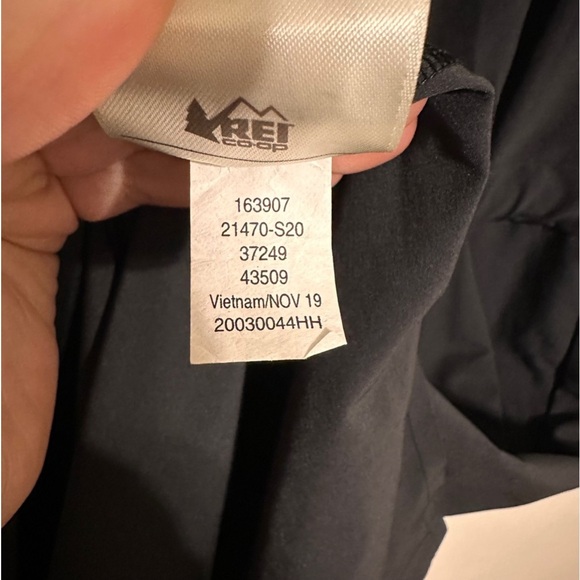 REI
CO·OP
163907
21470-S20
37249
43509
Vietnam/NOV 19
20030044HH